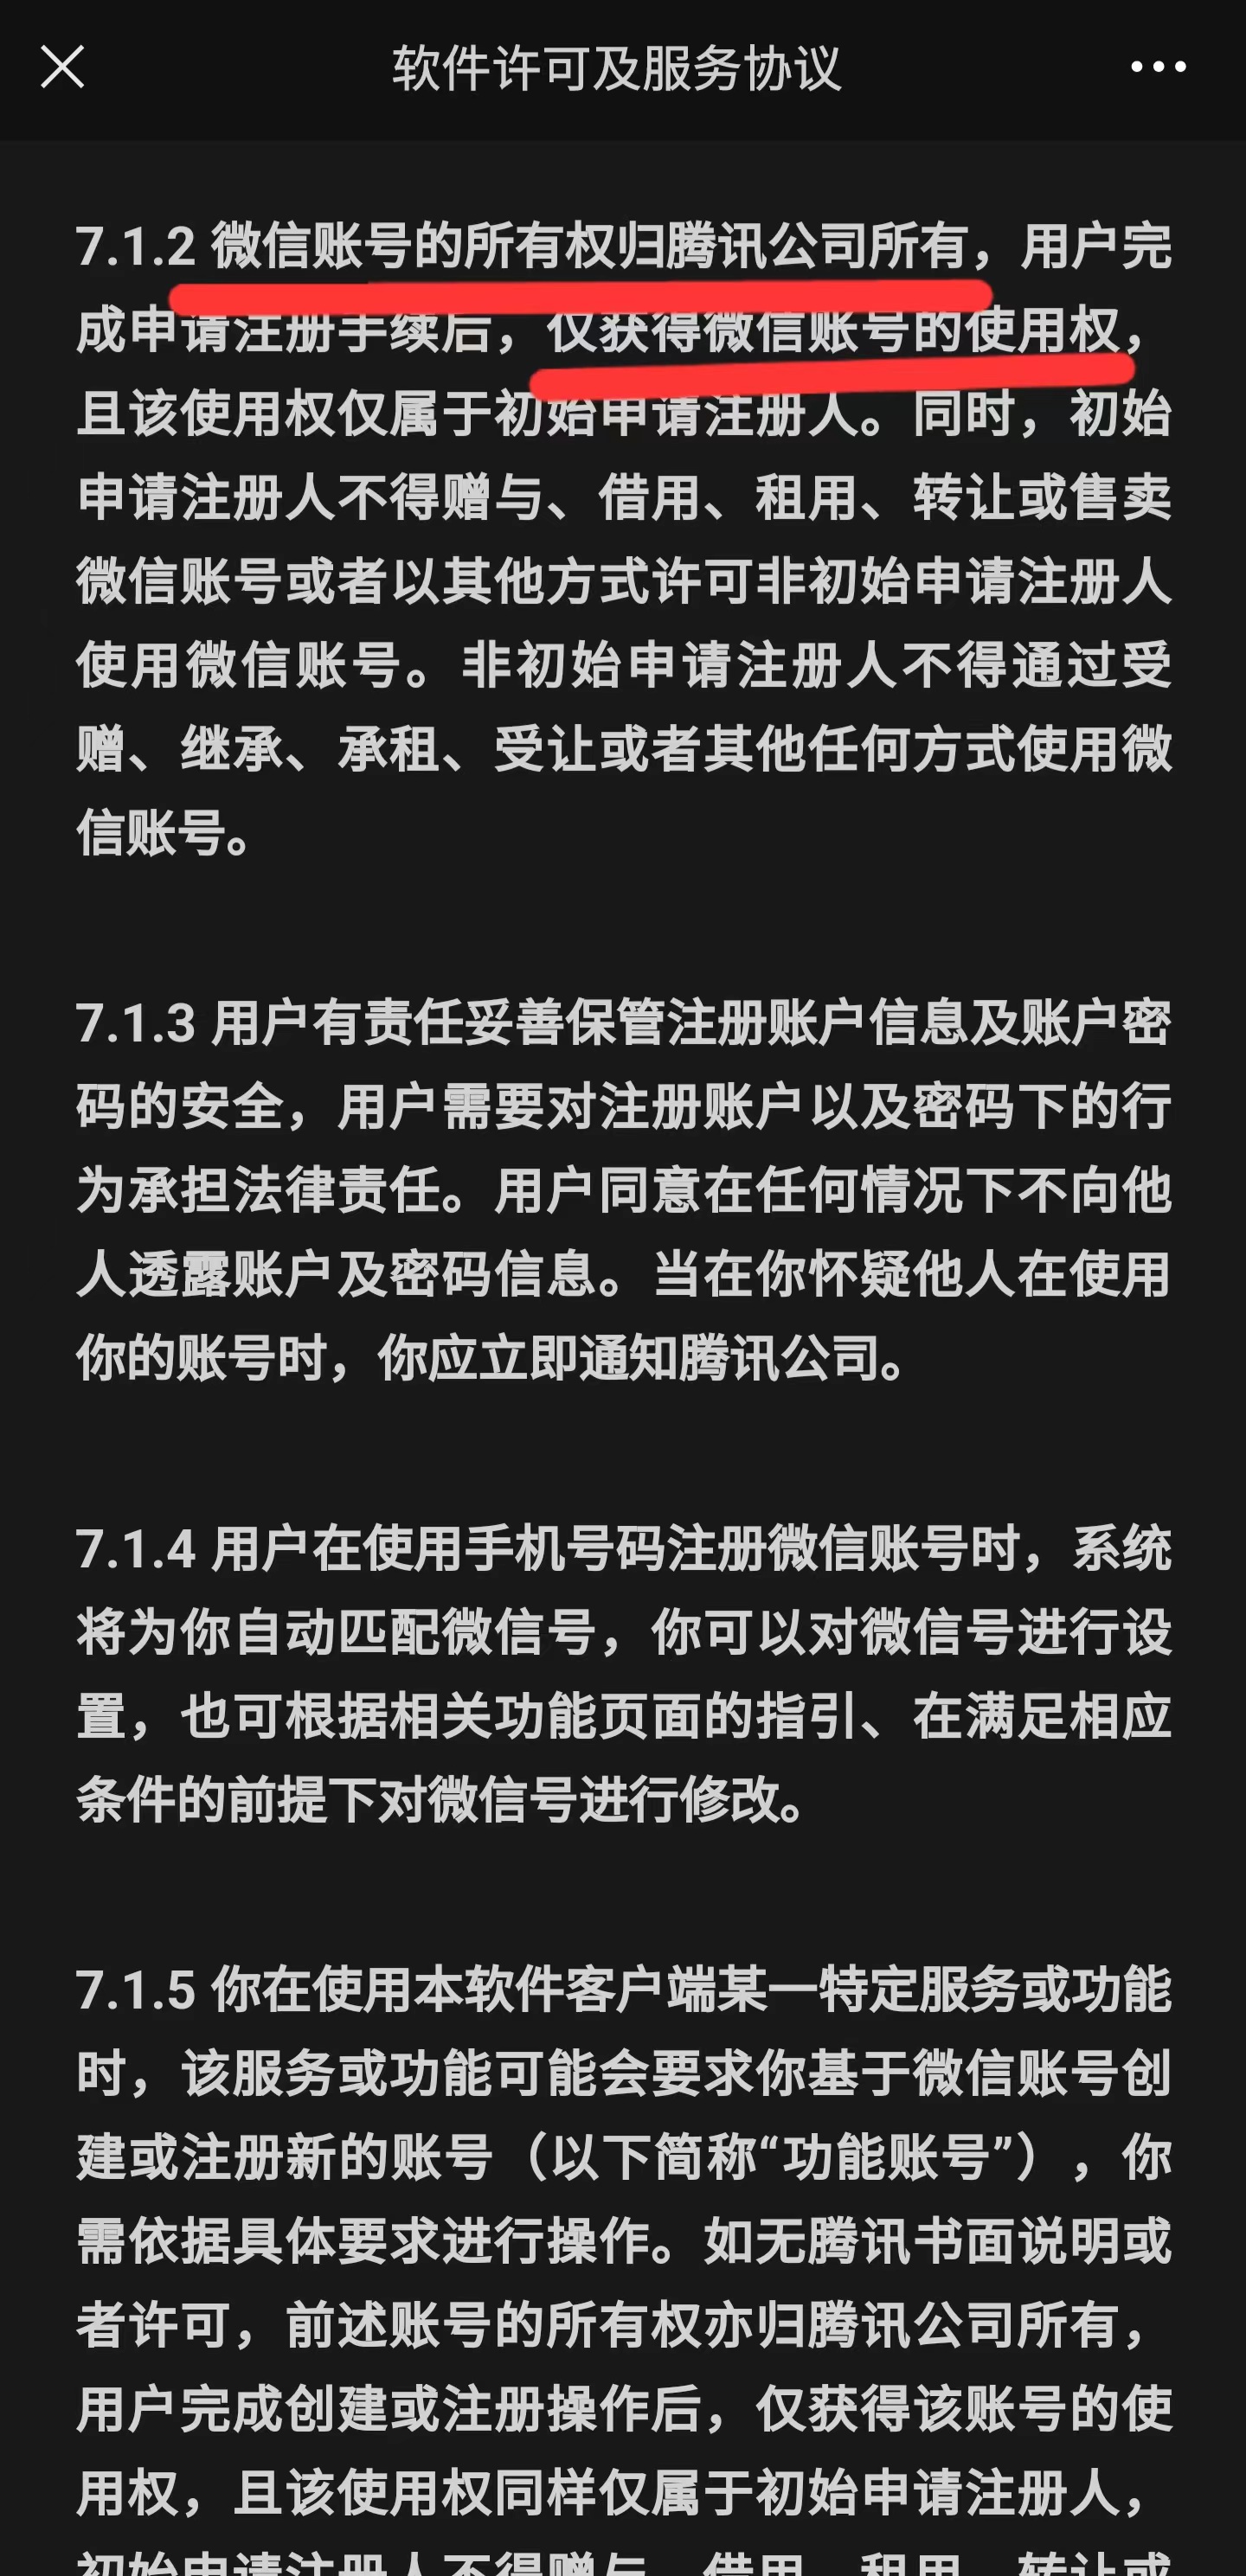 软件许可及服务协议
7.1.2 微信账号的所有权归腾讯公司所有，用户完
成申请注册手续后，仅获得微信账号的使用权，
且该使用权仅属于初始申请注册人。同时，初始
申请注册人不得赠与、借用、租用、转让或售卖
微信账号或者以其他方式许可非初始申请注册人
使用微信账号。非初始申请注册人不得通过受
赠、继承、承租、受让或者其他任何方式使用微
信账号。
7.1.3 用户有责任妥善保管注册账户信息及账户密
码的安全，用户需要对注册账户以及密码下的行
为承担法律责任。用户同意在任何情况下不向他
人透露账户及密码信息。当在你怀疑他人在使用
你的账号时，你应立即通知腾讯公司。
7.1.4 用户在使用手机号码注册微信账号时，系统
将为你自动匹配微信号，你可以对微信号进行设
置，也可根据相关功能页面的指引、在满足相应
条件的前提下对微信号进行修改。
7.1.5 你在使用本软件客户端某一特定服务或功能
时，该服务或功能可能会要求你基于微信账号创
建或注册新的账号（以下简称“功能账号”），你
需依据具体要求进行操作。如无腾讯书面说明或
者许可，前述账号的所有权亦归腾讯公司所有，
用户完成创建或注册操作后，仅获得该账号的使
用权，且该使用权同样仅属于初始申请注册人，
初始申请注册人不得赠与、借用、租用、转让或